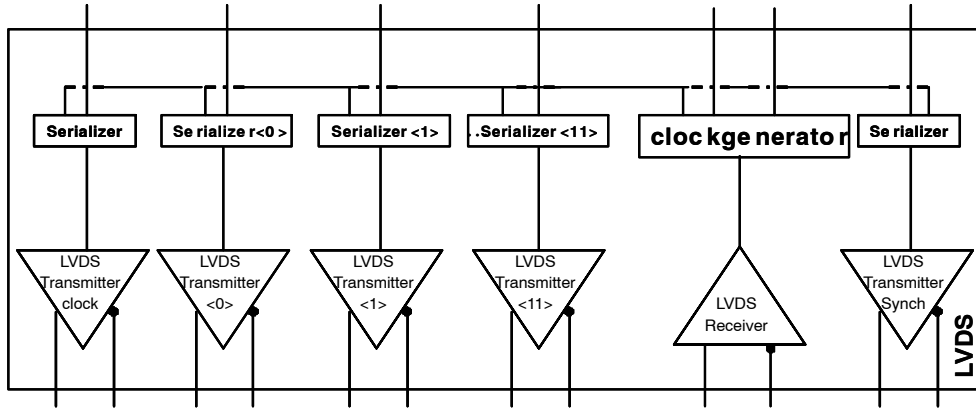 Serializer
Se rialize r<0 >
Serializer <1>
..Serializer <11>
cloc kge nerato r
Se rializer
LVDS
Transmitter
clock
LVDS
Transmitter
<0>
LVDS
Transmitter
<1>
LVDS
Transmitter
<11>
LVDS
Receiver
LVDS
Transmitter
Synch
LVDS